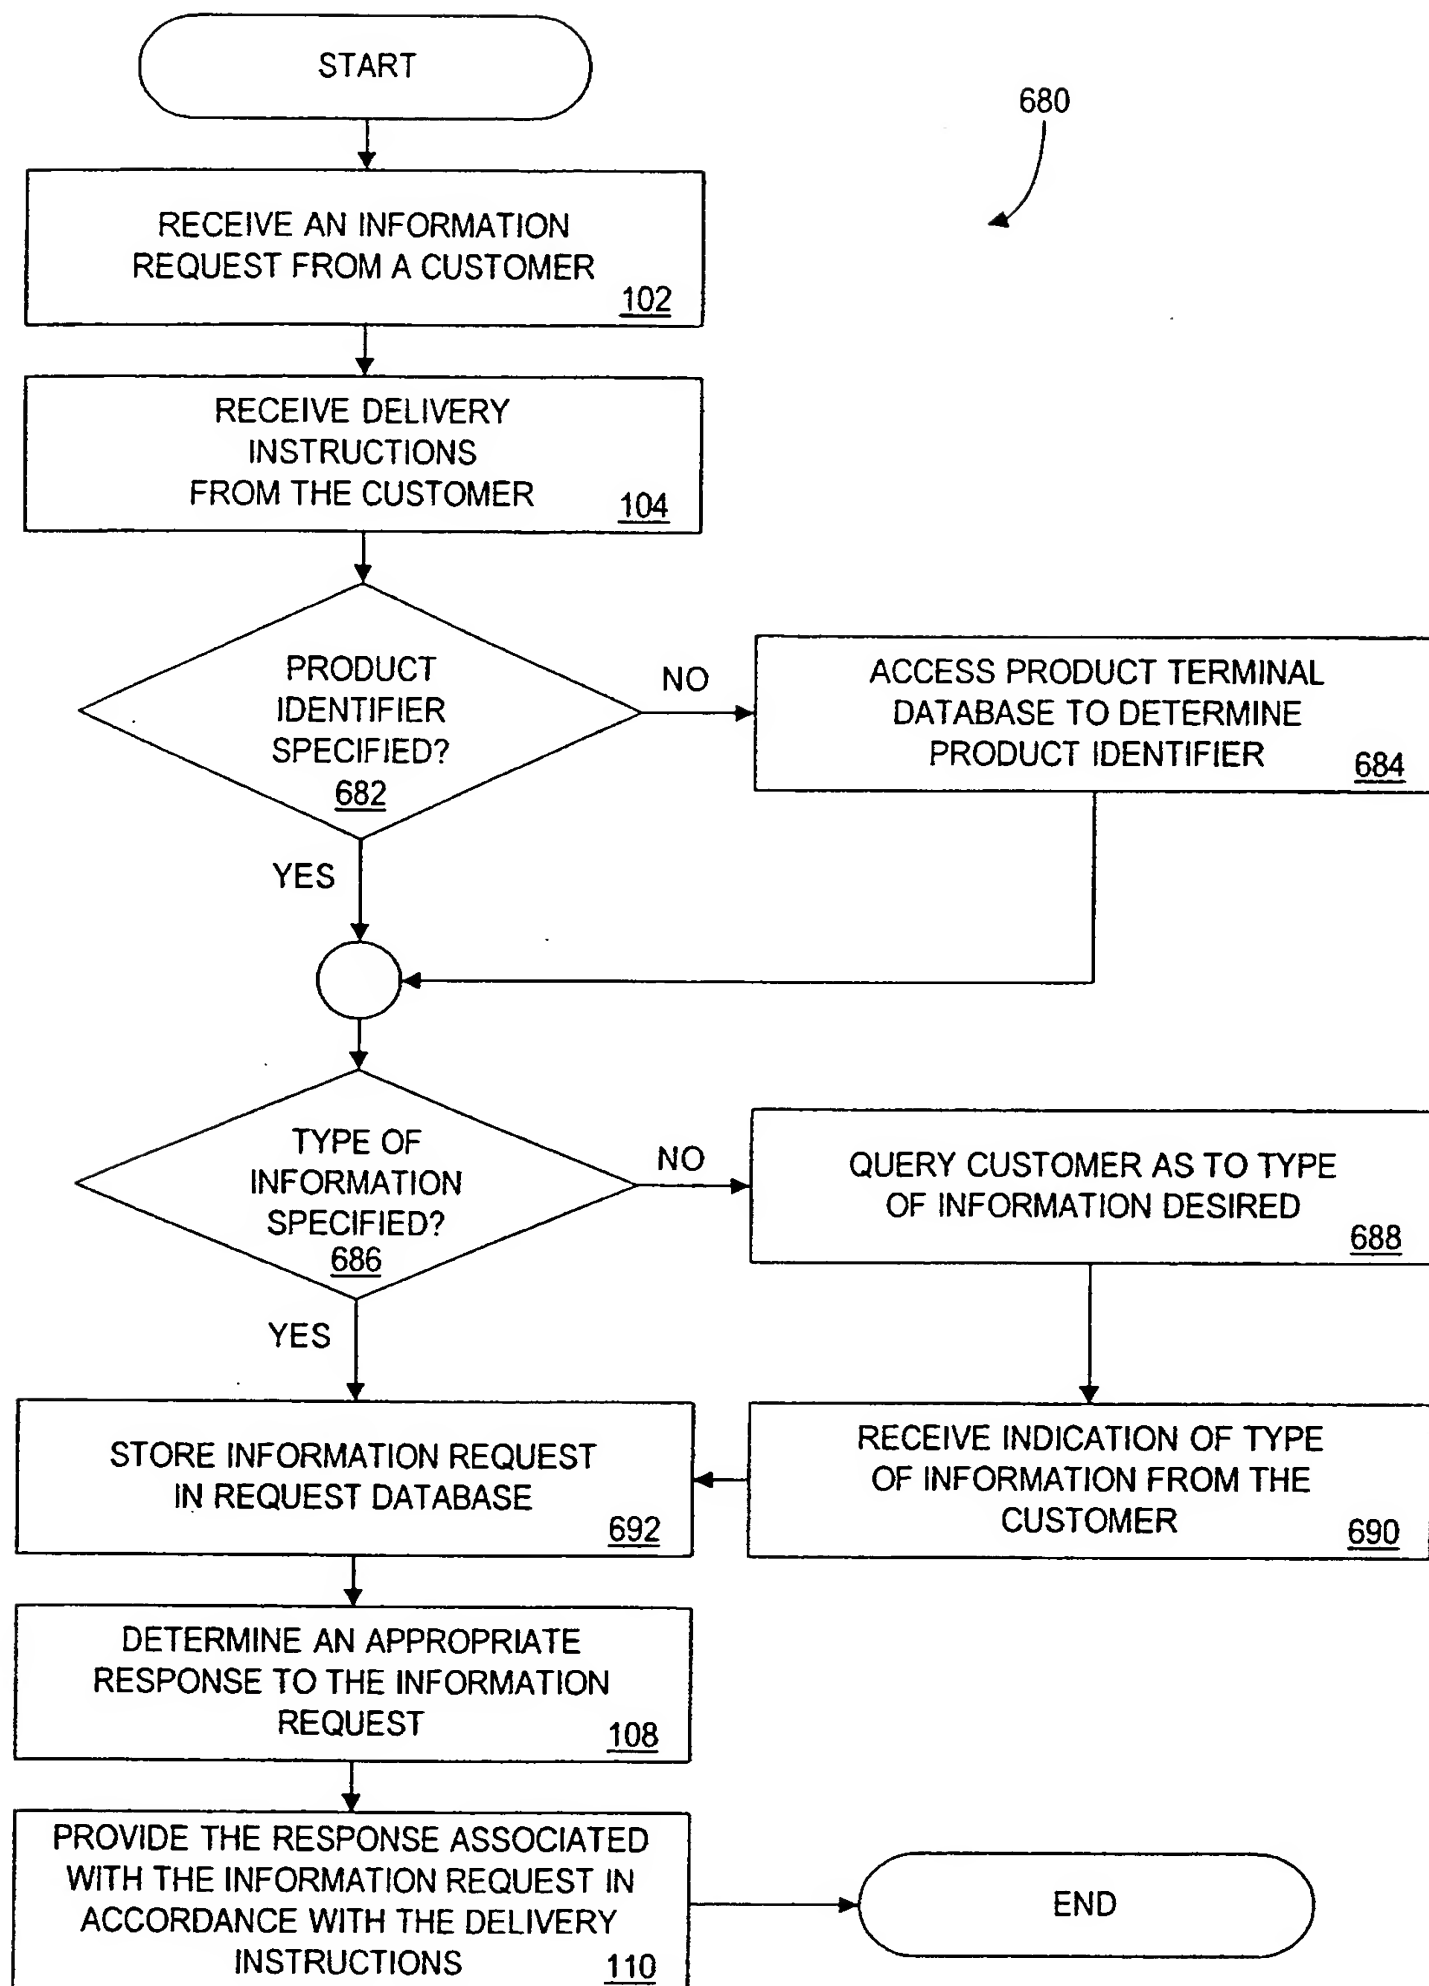 START
680
RECEIVE AN INFORMATION
REQUEST FROM A CUSTOMER
102
RECEIVE DELIVERY
INSTRUCTIONS
FROM THE CUSTOMER
104
PRODUCT
IDENTIFIER
SPECIFIED?
682
NO
ACCESS PRODUCT TERMINAL
DATABASE TO DETERMINE
PRODUCT IDENTIFIER
684
YES
TYPE OF
INFORMATION
SPECIFIED?
686
NO
QUERY CUSTOMER AS TO TYPE
OF INFORMATION DESIRED
688
YES
RECEIVE INDICATION OF TYPE
OF INFORMATION FROM THE
CUSTOMER
690
STORE INFORMATION REQUEST
IN REQUEST DATABASE
692
DETERMINE AN APPROPRIATE
RESPONSE TO THE INFORMATION
REQUEST
108
PROVIDE THE RESPONSE ASSOCIATED
WITH THE INFORMATION REQUEST IN
ACCORDANCE WITH THE DELIVERY
INSTRUCTIONS
110
END